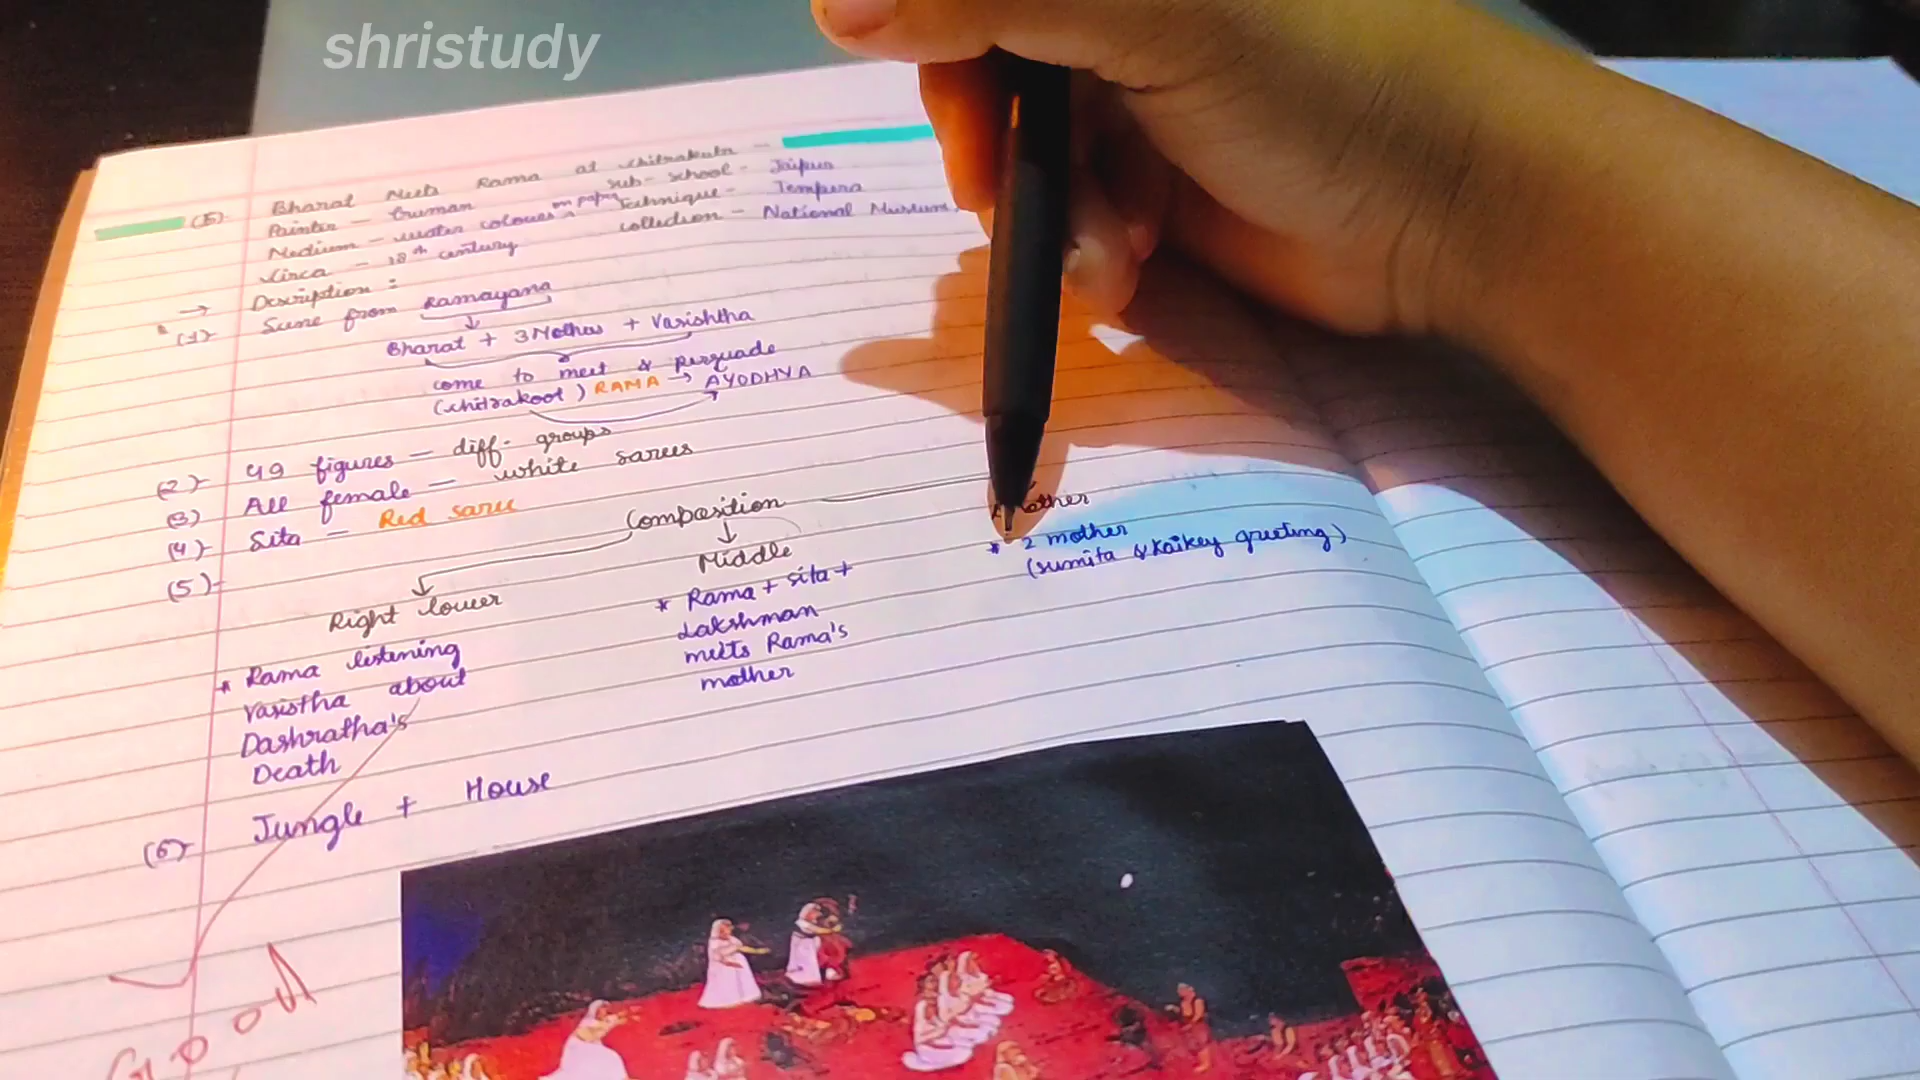 shristudy
(5) Bharat Meets Rama at Chitrakuta -
Painter - Guman sub-school - Jaipur
Medium - water colours on paper Technique - Tempera
Circa - 18th century collection - National Museum.
→ Description :
(1) Scene from Ramayana
Bharat + 3 Mothers + Vasishtha
come to meet & persuade
(Chitrakoot) RAMA → AYODHYA
(2) 49 figures - diff. groups
(3) All female - white sarees
(4) Sita - Red saree
(5) Composition
Right lower Middle mother
* Rama listening
Vasistha about
Dashratha's
Death
* Rama + sita +
Lakshman
meets Rama's
mother
* 2 mother
(sumita & Kaikey greeting)
(6) Jungle + House
Good